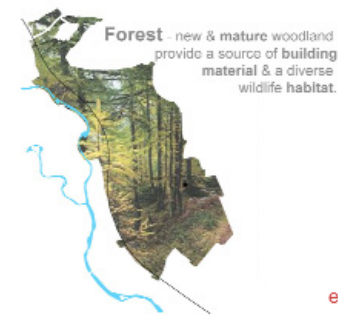 Forest - new & mature woodland
provide a source of building
material & a diverse
wildlife habitat.
e